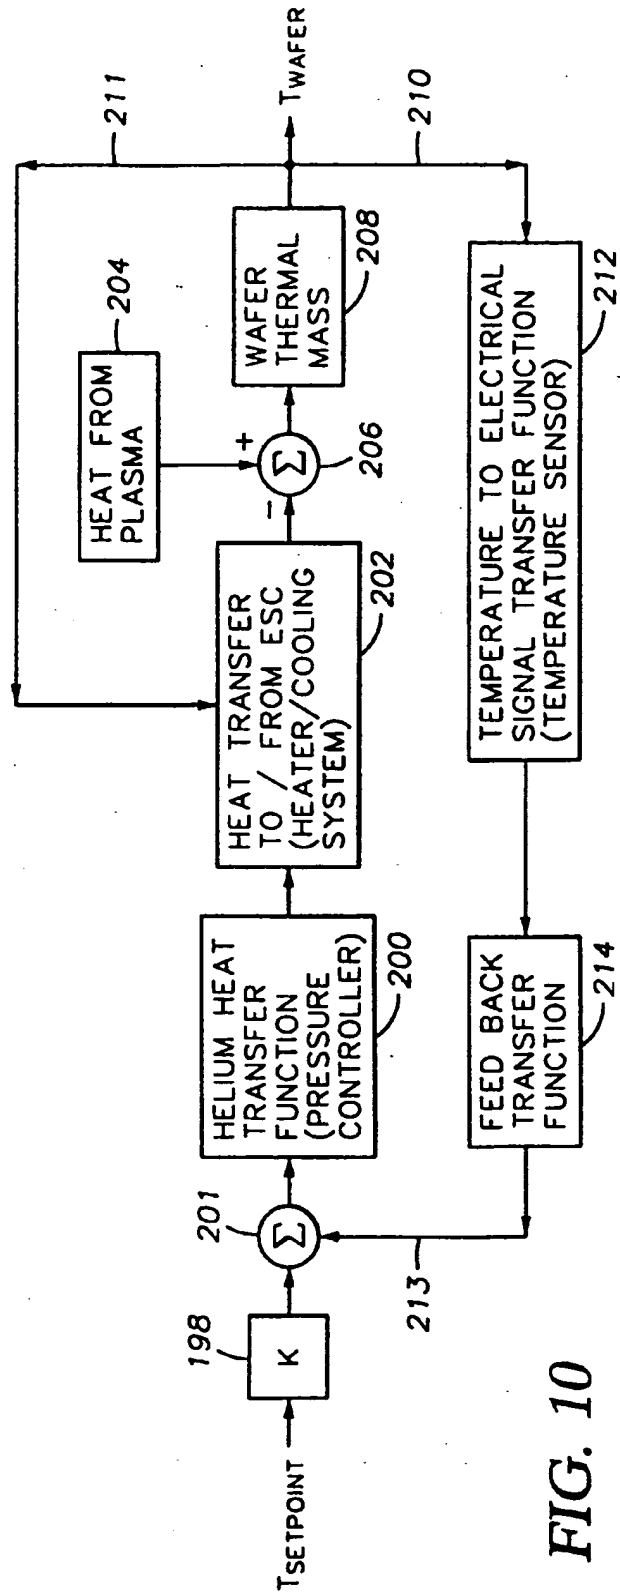 TSETPOINT
198
K
201
Σ
213
HELIUM HEAT
TRANSFER
FUNCTION
(PRESSURE
CONTROLLER)
200
HEAT TRANSFER
TO / FROM ESC
(HEATER/COOLING
SYSTEM)
202
HEAT FROM
PLASMA
204
+
-
Σ
206
WAFER
THERMAL
MASS
208
211
TWAFER
210
TEMPERATURE TO ELECTRICAL
SIGNAL TRANSFER FUNCTION
(TEMPERATURE SENSOR)
212
FEED BACK
TRANSFER
FUNCTION
214
FIG. 10